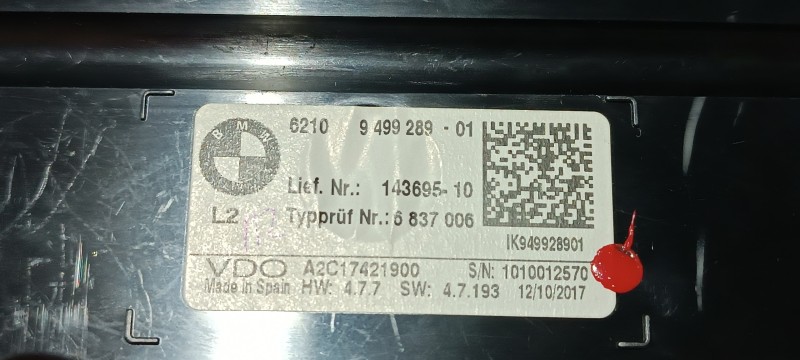 BMW
6210 9 499 289 - 01
Lief. Nr.: 143695-10
L2 Typprüf Nr.: 6 837 006
IK949928901
VDO A2C17421900 S/N: 1010012570
Made in Spain HW: 4.7.7 SW: 4.7.193 12/10/2017